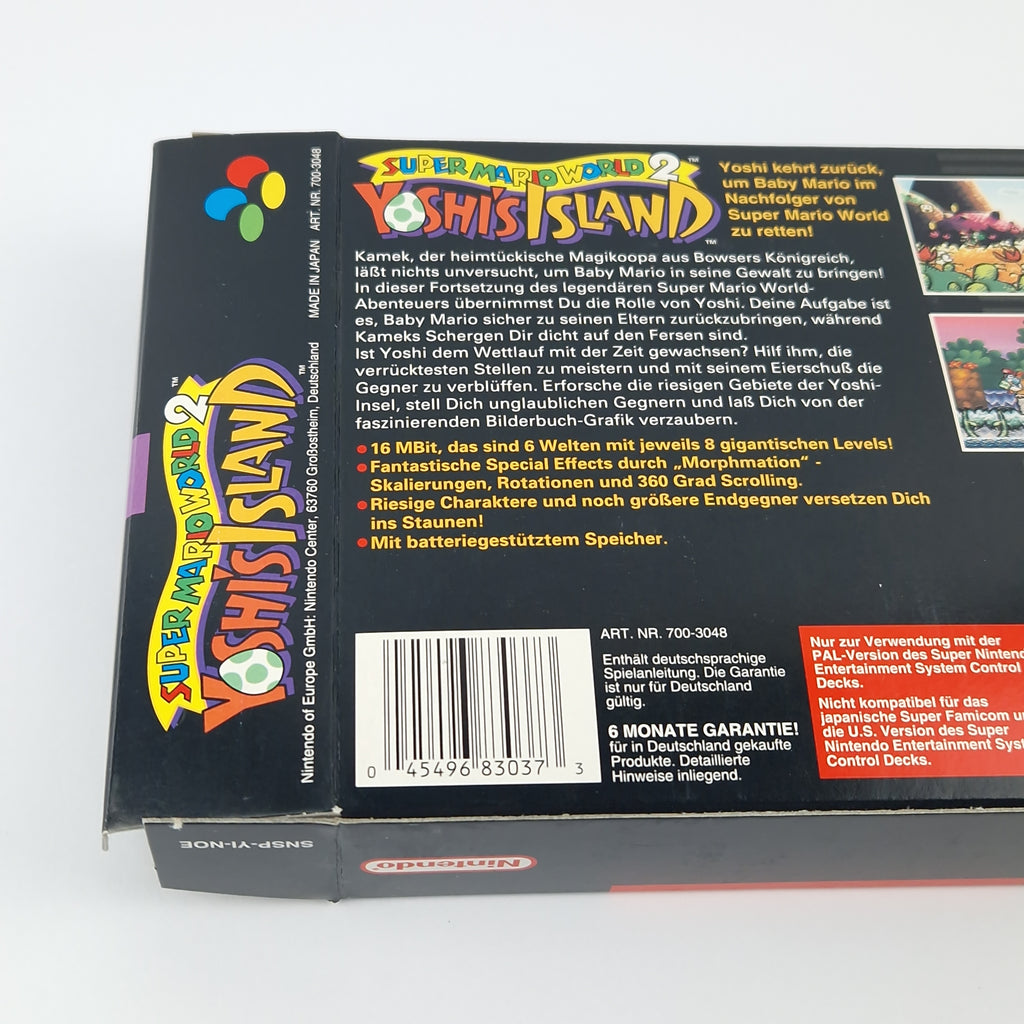 SUPER MARIO WORLD 2™
YOSHI'S ISLAND™
Yoshi kehrt zurück,
um Baby Mario im
Nachfolger von
Super Mario World
zu retten!
Kamek, der heimtückische Magikoopa aus Bowsers Königreich,
läßt nichts unversucht, um Baby Mario in seine Gewalt zu bringen!
In dieser Fortsetzung des legendären Super Mario World-
Abenteuers übernimmst Du die Rolle von Yoshi. Deine Aufgabe ist
es, Baby Mario sicher zu seinen Eltern zurückzubringen, während
Kameks Schergen Dir dicht auf den Fersen sind.
Ist Yoshi dem Wettlauf mit der Zeit gewachsen? Hilf ihm, die
verrücktesten Stellen zu meistern und mit seinem Eierschuß die
Gegner zu verblüffen. Erforsche die riesigen Gebiete der Yoshi-
Insel, stell Dich unglaublichen Gegnern und laß Dich von der
faszinierenden Bilderbuch-Grafik verzaubern.
• 16 MBit, das sind 6 Welten mit jeweils 8 gigantischen Levels!
• Fantastische Special Effects durch „Morphmation“ -
Skalierungen, Rotationen und 360 Grad Scrolling.
• Riesige Charaktere und noch größere Endgegner versetzen Dich
ins Staunen!
• Mit batteriegestütztem Speicher.
0 45496 83037 3
ART. NR. 700-3048
Enthält deutschsprachige
Spielanleitung. Die Garantie
ist nur für Deutschland
gültig.
6 MONATE GARANTIE!
für in Deutschland gekaufte
Produkte. Detaillierte
Hinweise inliegend.
Nur zur Verwendung mit der
PAL-Version des Super Nintendo
Entertainment System Control
Decks.
Nicht kompatibel für das
japanische Super Famicom
die U.S. Version des Super
Nintendo Entertainment
Control Decks.
SUPER MARIO WORLD 2™
YOSHI'S ISLAND™
Nintendo of Europe GmbH: Nintendo Center, 63760 Großostheim, Deutschland MADE IN JAPAN ART. NR. 700-3048
SNSP-YI-NOE
Nintendo®